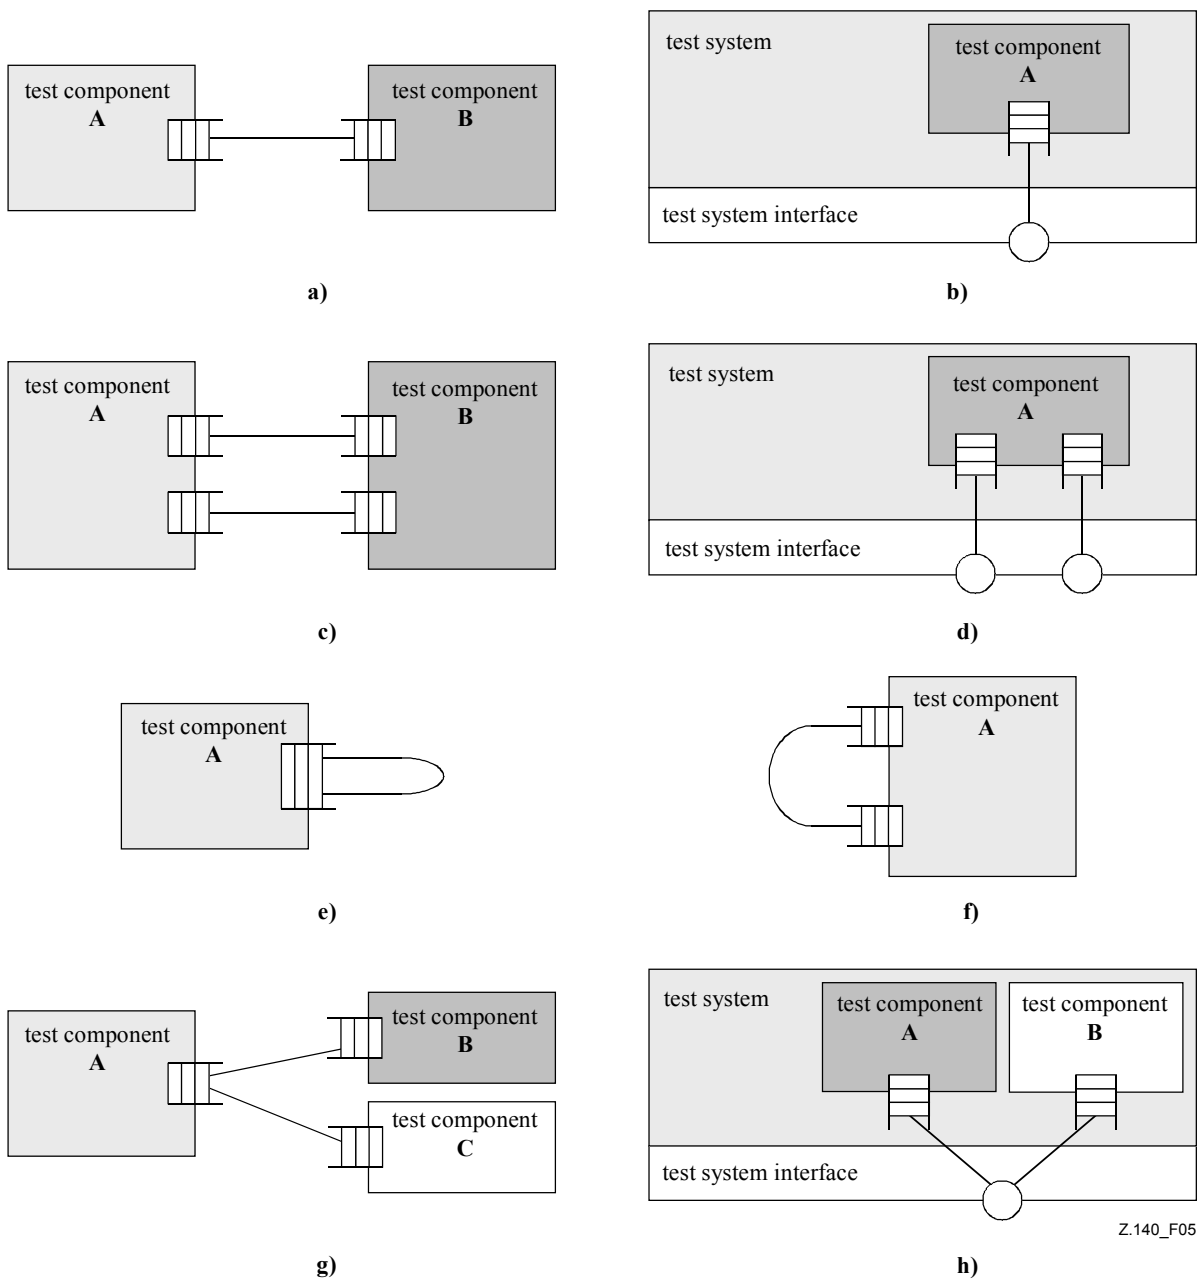 test component
A
test component
B
a)
test system
test component
A
test system interface
b)
test component
A
test component
B
c)
test system
test component
A
test system interface
d)
test component
A
e)
test component
A
f)
test component
A
test component
B
test component
C
g)
test system
test component
A
test component
B
test system interface
Z.140_F05
h)